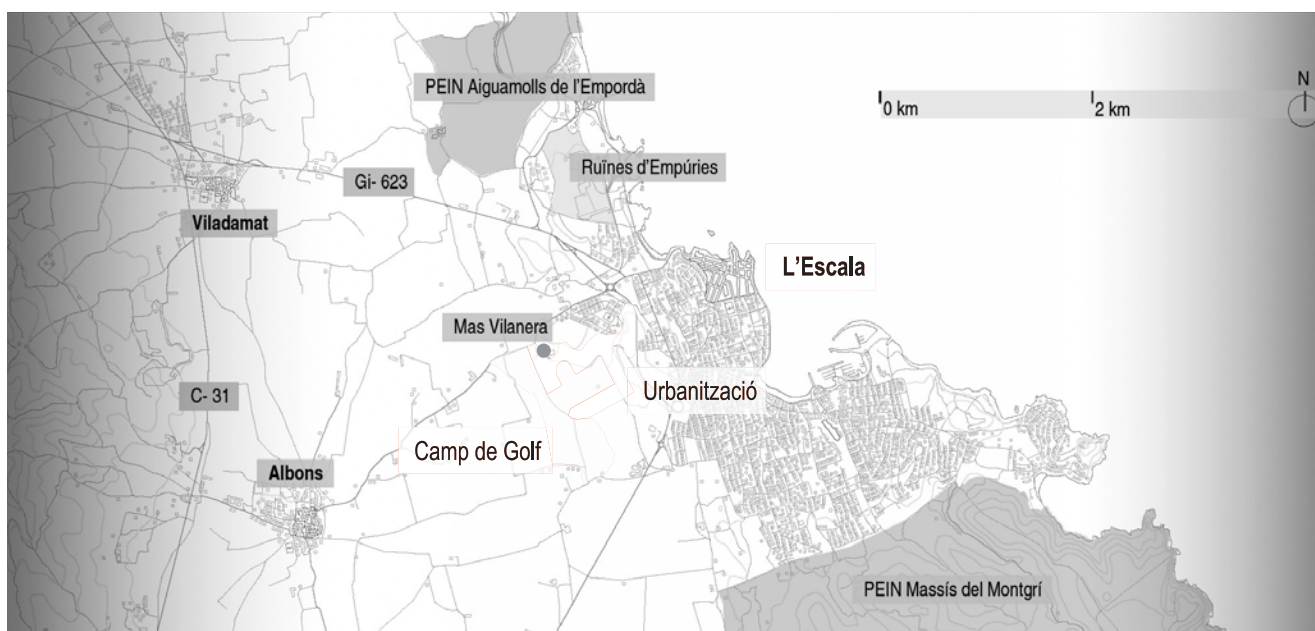 N
PEIN Aiguamolls de l'Empordà
0 km
2 km
Ruïnes d'Empúries
Gi- 623
Viladamat
L'Escala
Mas Vilanera
C- 31
Urbanització
Camp de Golf
Albons
PEIN Massís del Montgrí